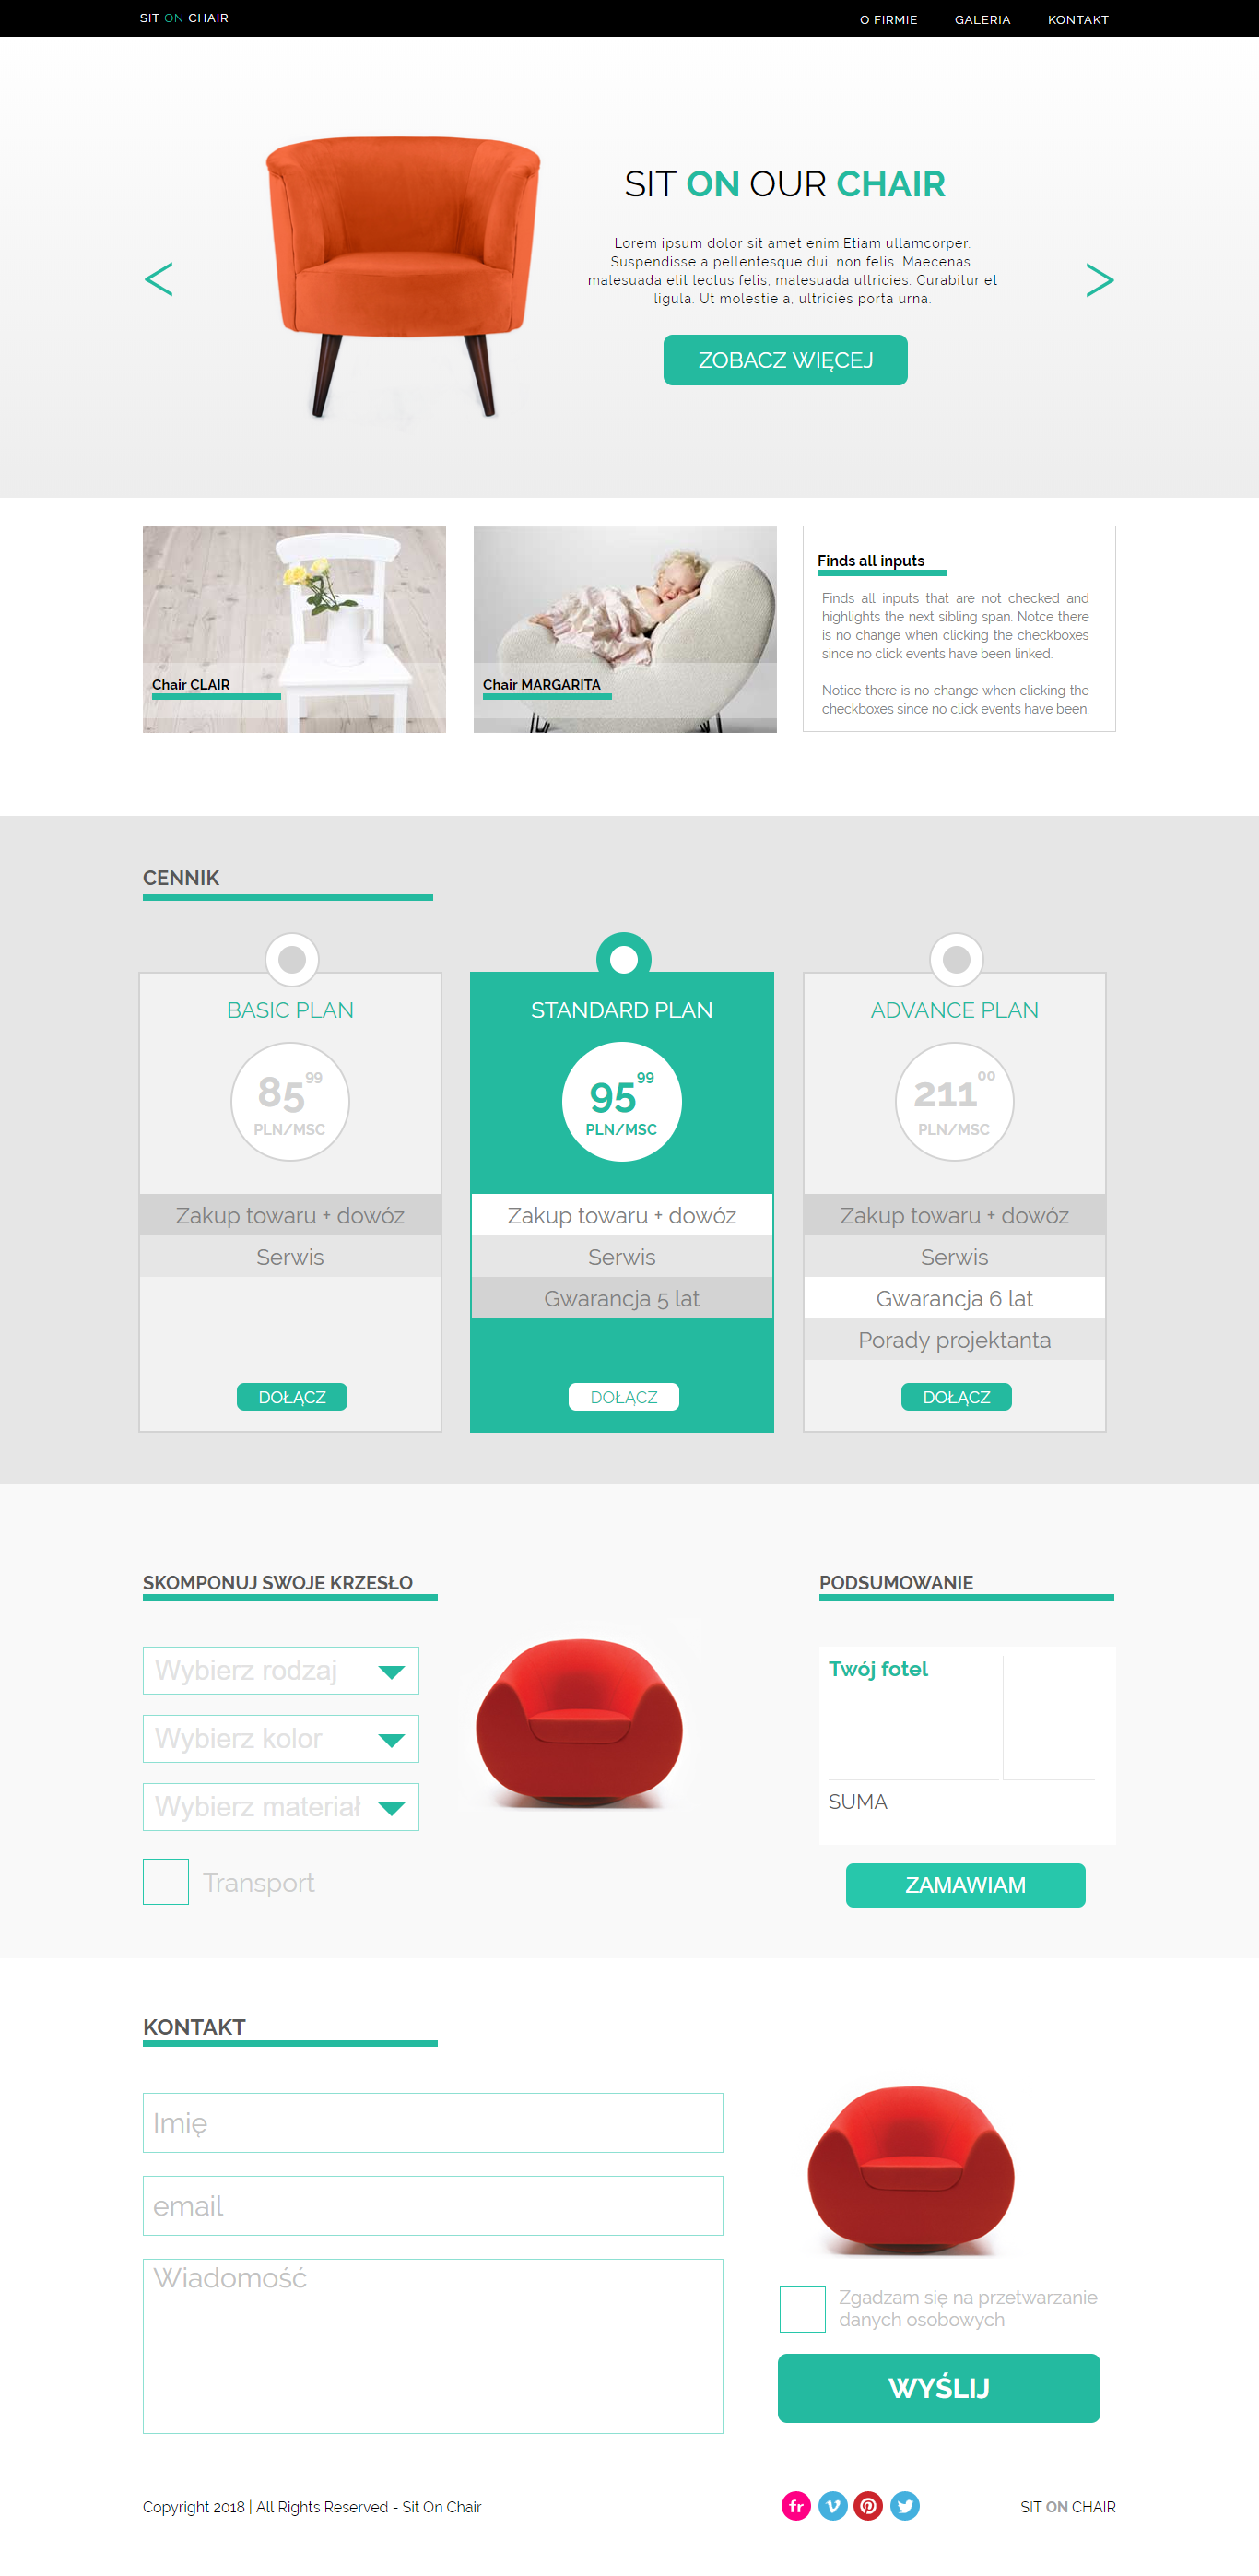 SIT ON CHAIR
O FIRMIE
GALERIA
KONTAKT
<
SIT ON OUR CHAIR
Lorem ipsum dolor sit amet enim.Etiam ullamcorper.
Suspendisse a pellentesque dui, non felis. Maecenas
malesuada elit lectus felis, malesuada ultricies. Curabitur et
ligula. Ut molestie a, ultricies porta urna.
>
ZOBACZ WIĘCEJ
Chair CLAIR
Chair MARGARITA
Finds all inputs
Finds all inputs that are not checked and
highlights the next sibling span. Notce there
is no change when clicking the checkboxes
since no click events have been linked.
Notice there is no change when clicking the
checkboxes since no click events have been.
CENNIK
BASIC PLAN
85 99
PLN/MSC
Zakup towaru + dowóz
Serwis
DOŁĄCZ
STANDARD PLAN
95 99
PLN/MSC
Zakup towaru + dowóz
Serwis
Gwarancja 5 lat
DOŁĄCZ
ADVANCE PLAN
211 00
PLN/MSC
Zakup towaru + dowóz
Serwis
Gwarancja 6 lat
Porady projektanta
DOŁĄCZ
SKOMPONUJ SWOJE KRZESŁO
Wybierz rodzaj
Wybierz kolor
Wybierz materiał
Transport
PODSUMOWANIE
Twój fotel
SUMA
ZAMAWIAM
KONTAKT
Imię
email
Wiadomość
Zgadzam się na przetwarzanie
danych osobowych
WYŚLIJ
Copyright 2018 | All Rights Reserved - Sit On Chair
fr
SIT ON CHAIR